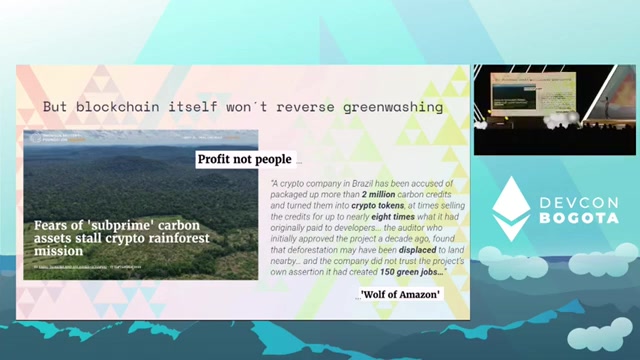 But blockchain itself won´t reverse greenwashing
Profit not people ...
Fears of 'subprime' carbon
assets stall crypto rainforest
mission
"A crypto company in Brazil has been accused of
packaged up more than 2 million carbon credits
and turned them into crypto tokens, at times selling
the credits for up to nearly eight times what it had
originally paid to developers... the auditor who
initially approved the project a decade ago, found
that deforestation may have been displaced to land
nearby... and the company did not trust the project's
own assertion it had created 150 green jobs..."
...'Wolf of Amazon'
DEVCON
BOGOTA